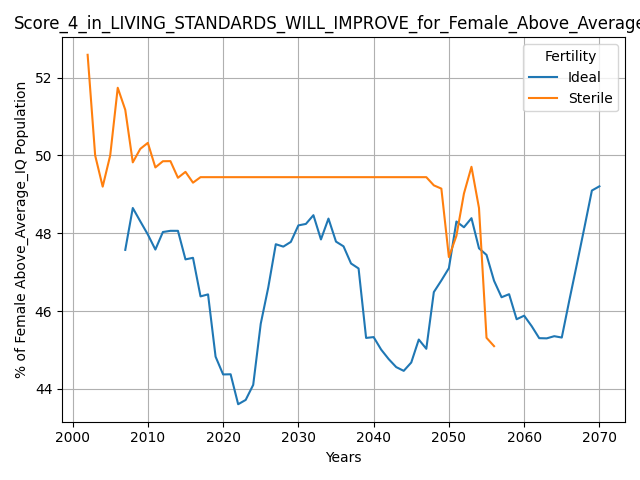 Score_4_in_LIVING_STANDARDS_WILL_IMPROVE_for_Female_Above_Average
Fertility
Ideal
Sterile
% of Female Above_Average_IQ Population
52
50
48
46
44
2000 2010 2020 2030 2040 2050 2060 2070
Years